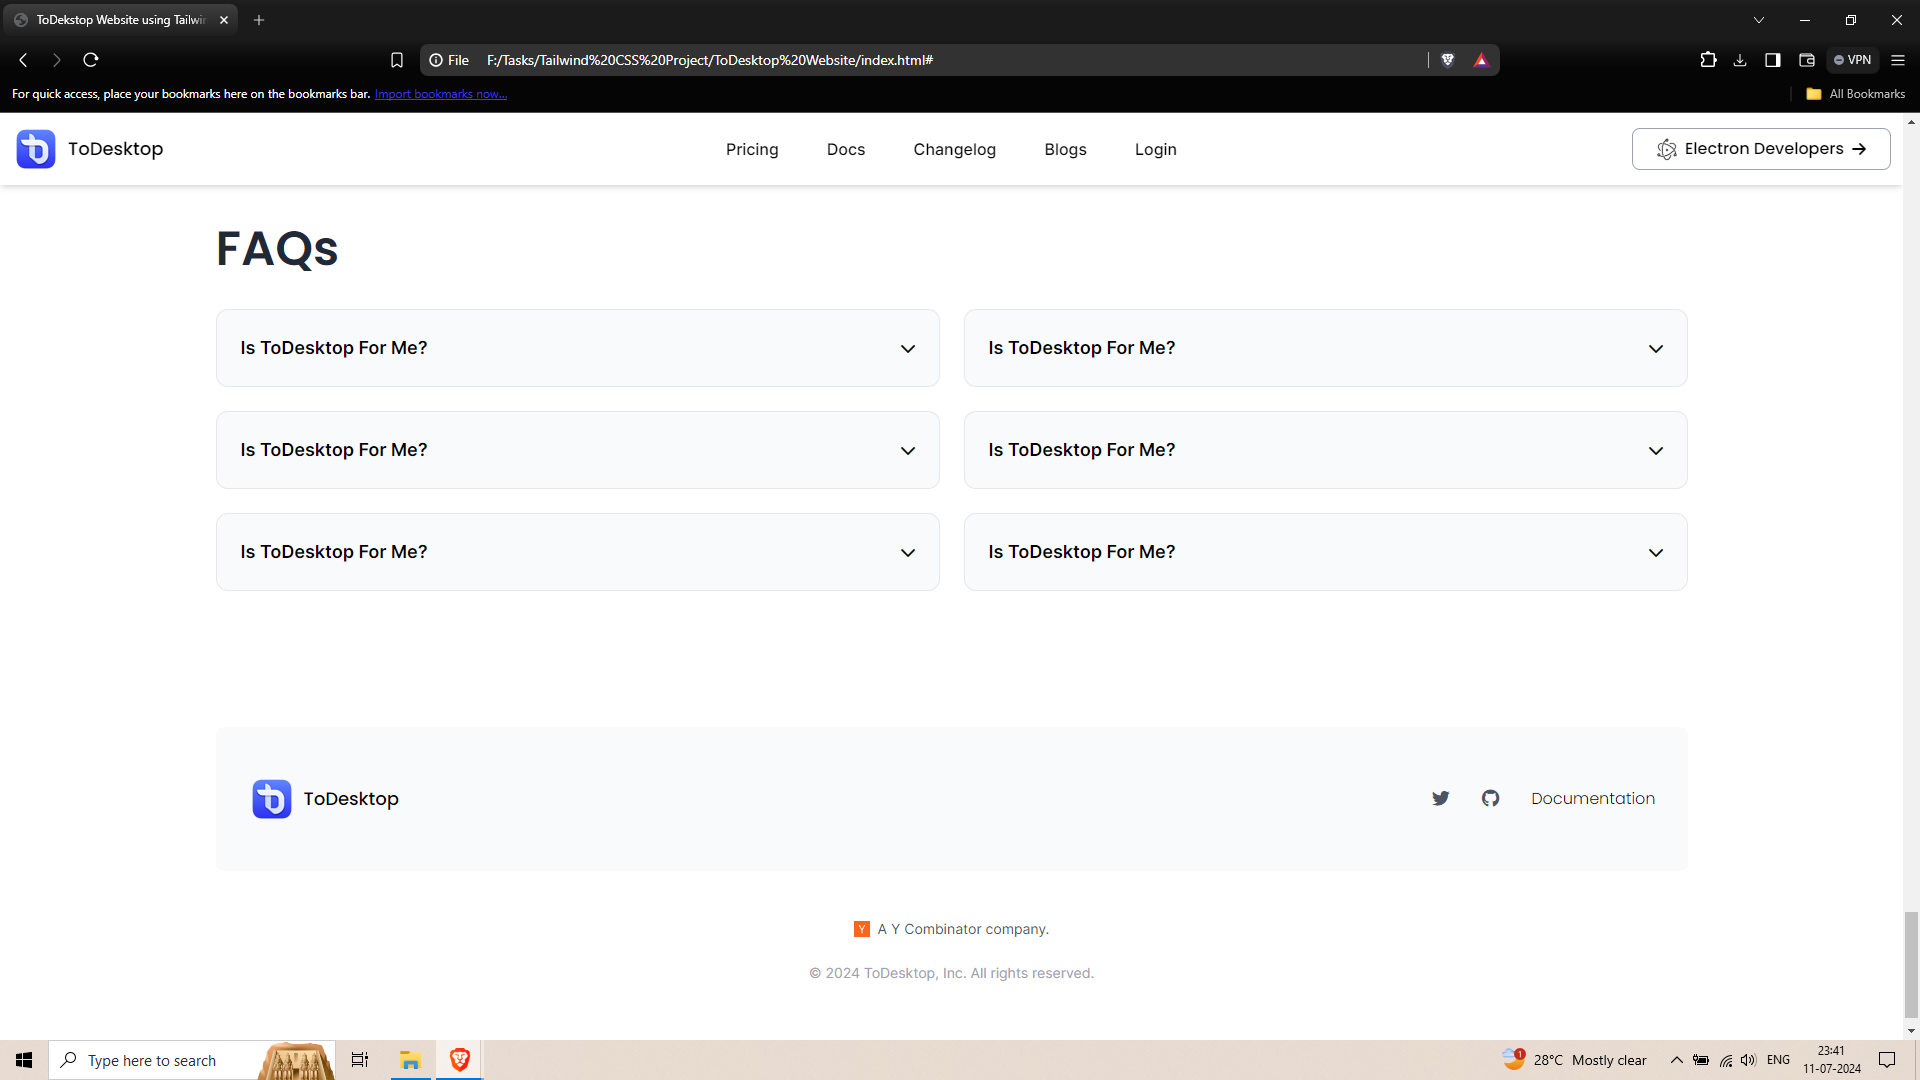 ToDekstop Website using Tailwi
File F:/Tasks/Tailwind%20CSS%20Project/ToDesktop%20Website/index.html#
VPN
For quick access, place your bookmarks here on the bookmarks bar. Import bookmarks now...
All Bookmarks
ToDesktop
Pricing
Docs
Changelog
Blogs
Login
Electron Developers →
FAQs
Is ToDesktop For Me?
Is ToDesktop For Me?
Is ToDesktop For Me?
Is ToDesktop For Me?
Is ToDesktop For Me?
Is ToDesktop For Me?
ToDesktop
Documentation
Y A Y Combinator company.
© 2024 ToDesktop, Inc. All rights reserved.
Type here to search
1
28°C Mostly clear
ENG
23:41
11-07-2024